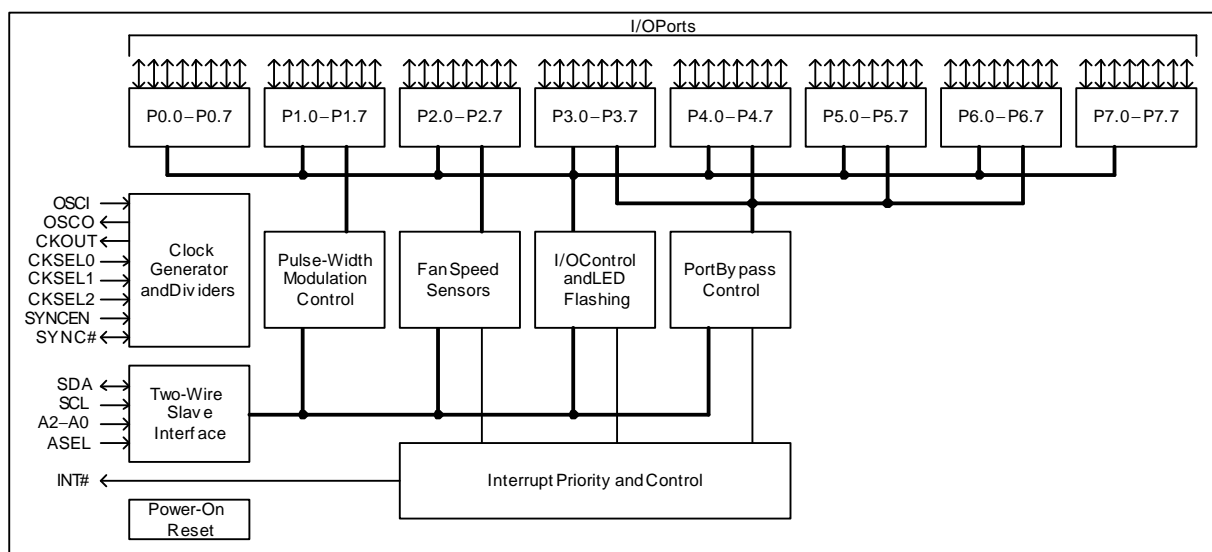 I/OPorts
P0.0–P0.7
P1.0–P1.7
P2.0–P2.7
P3.0–P3.7
P4.0–P4.7
P5.0–P5.7
P6.0–P6.7
P7.0–P7.7
OSCI
OSCO
CKOUT
CKSEL0
CKSEL1
CKSEL2
SYNCEN
SYNC#
Clock
Generator
andDividers
Pulse-Width
Modulation
Control
FanSpeed
Sensors
I/OControl
andLED
Flashing
PortBypass
Control
SDA
SCL
A2–A0
ASEL
Two-Wire
Slave
Interface
INT#
Interrupt Priority and Control
Power-On
Reset